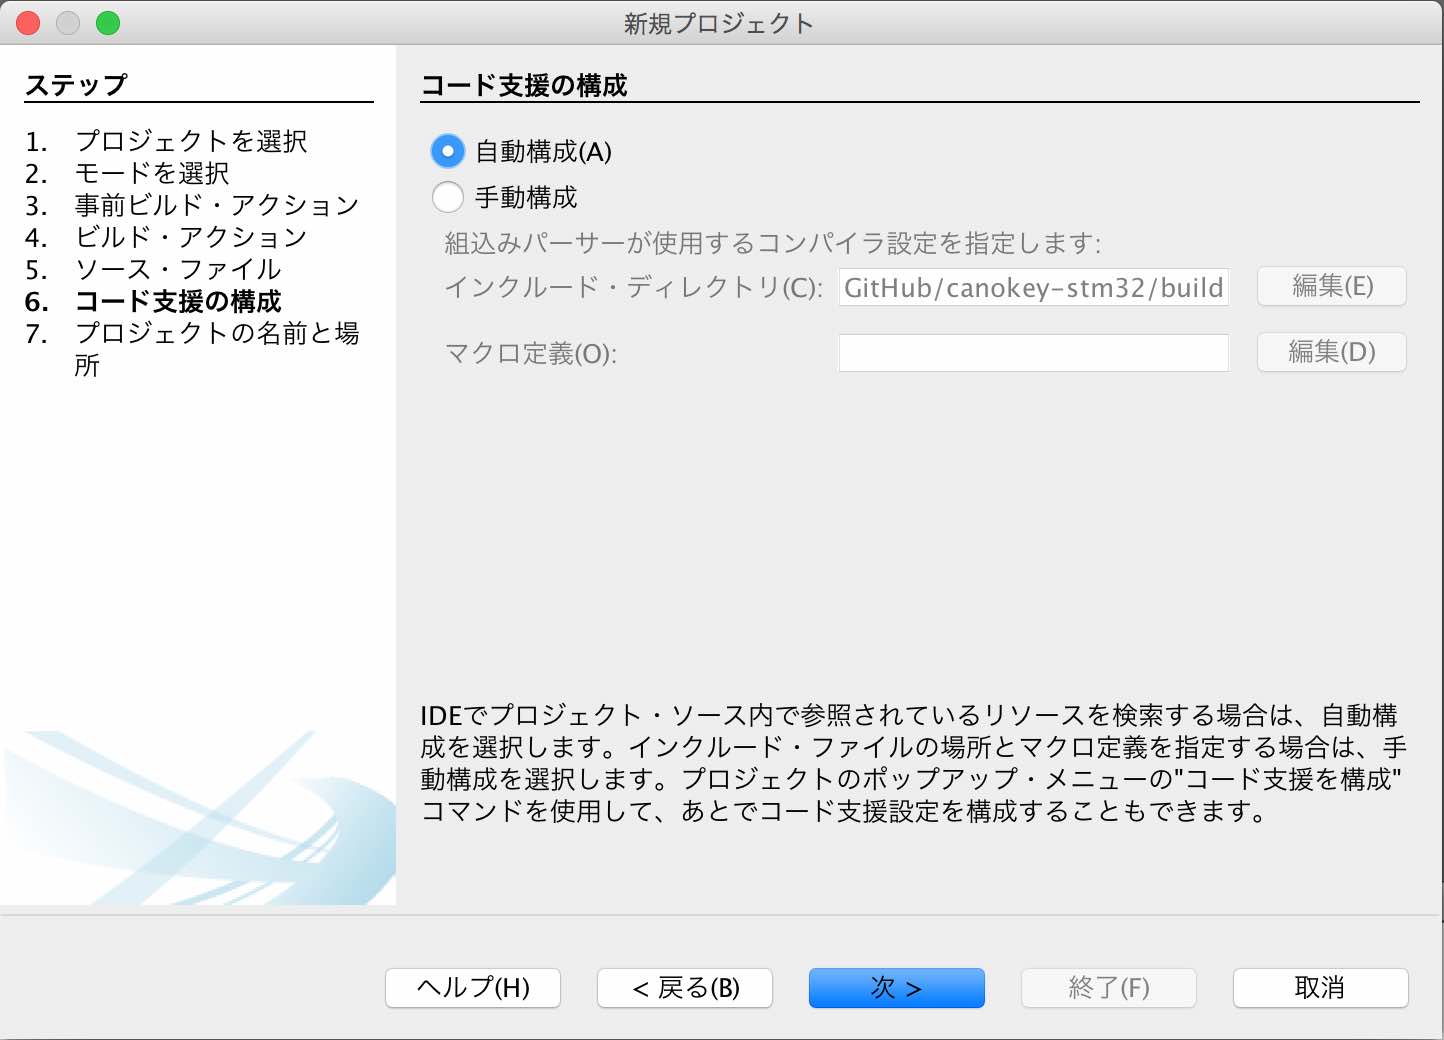 新規プロジェクト
ステップ
1. プロジェクトを選択
2. モードを選択
3. 事前ビルド・アクション
4. ビルド・アクション
5. ソース・ファイル
6. コード支援の構成
7. プロジェクトの名前と場
所
コード支援の構成
自動構成(A)
手動構成
組込みパーサーが使用するコンパイラ設定を指定します:
インクルード・ディレクトリ(C): GitHub/canokey-stm32/build 編集(E)
マクロ定義(O): 編集(D)
IDEでプロジェクト・ソース内で参照されているリソースを検索する場合は、自動構
成を選択します。インクルード・ファイルの場所とマクロ定義を指定する場合は、手
動構成を選択します。プロジェクトのポップアップ・メニューの"コード支援を構成"
コマンドを使用して、あとでコード支援設定を構成することもできます。
ヘルプ(H) < 戻る(B) 次 > 終了(F) 取消